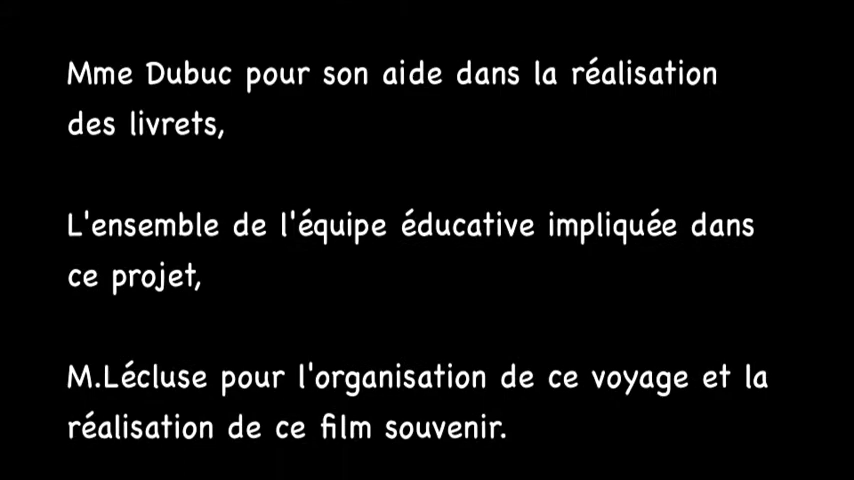 Mme Dubuc pour son aide dans la réalisation
des livrets,
L'ensemble de l'équipe éducative impliquée dans
ce projet,
M.Lécluse pour l'organisation de ce voyage et la
réalisation de ce film souvenir.